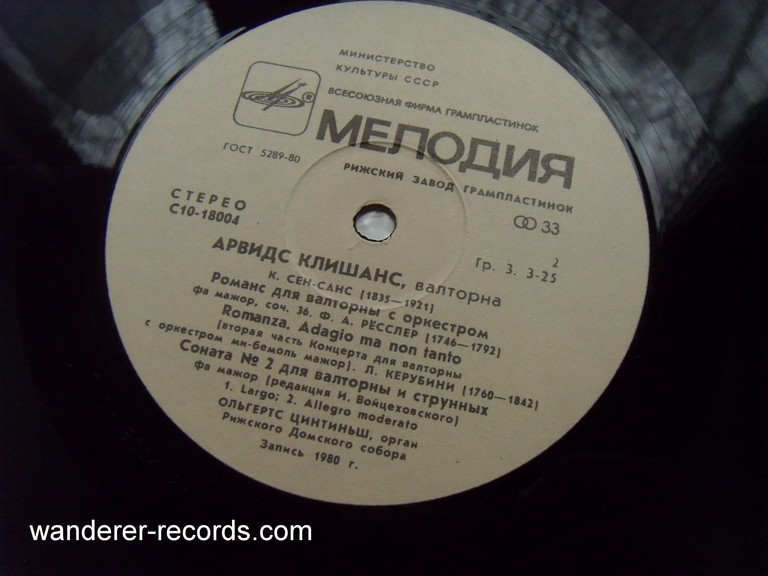 МИНИСТЕРСТВО
КУЛЬТУРЫ СССР
ВСЕСОЮЗНАЯ ФИРМА ГРАМПЛАСТИНОК
®
МЕЛОДИЯ
ГОСТ 5289-80
РИЖСКИЙ ЗАВОД ГРАМПЛАСТИНОК
СТЕРЕО
33
С10-18004
2
Гр. 3. 3-25
АРВИДС КЛИШАНС, валторна
К. СЕН-САНС (1835—1921)
Романс для валторны с оркестром
фа мажор, соч. 36. Ф. А. РЁССЛЕР (1746—1792)
Romanza. Adagio ma non tanto
(вторая часть Концерта для валторны
с оркестром ми-бемоль мажор). Л. КЕРУБИНИ (1760—1842)
Соната № 2 для валторны и струнных
фа мажор (редакция И. Войцеховского)
1. Largo; 2. Allegro moderato
ОЛЬГЕРТС ЦИНТИНЬШ, орган
Рижского Домского собора
Запись 1980 г.
wanderer-records.com